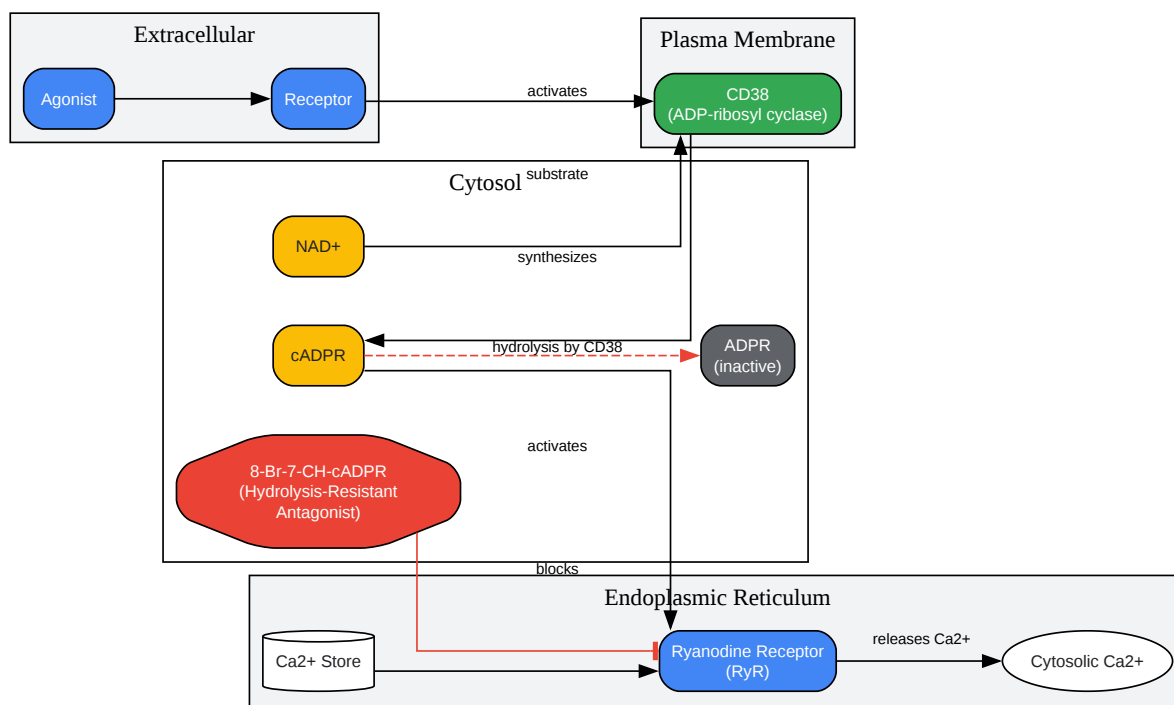 Extracellular
Plasma Membrane
Agonist
Receptor
activates
CD38
(ADP-ribosyl cyclase)
Cytosol
substrate
NAD+
synthesizes
cADPR
hydrolysis by CD38
ADPR
(inactive)
activates
8-Br-7-CH-cADPR
(Hydrolysis-Resistant
Antagonist)
blocks
Endoplasmic Reticulum
Ca2+ Store
Ryanodine Receptor
(RyR)
releases Ca2+
Cytosolic Ca2+